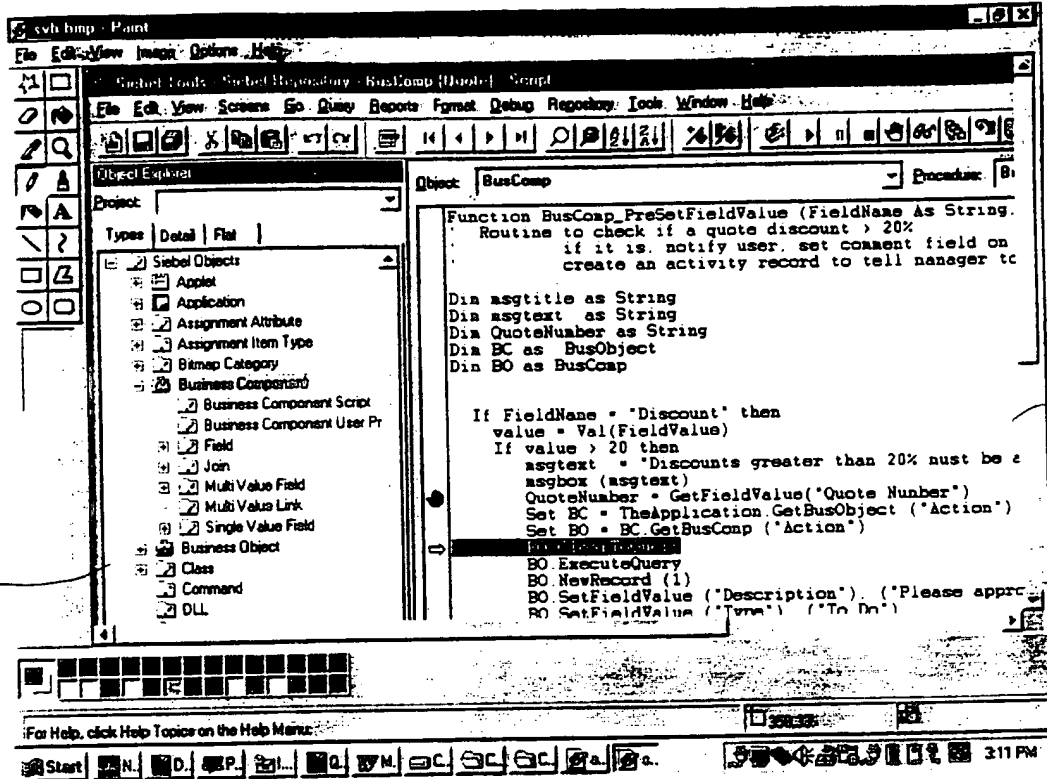 svh.bmp - Paint
File Edit View Image Options Help
Siebel Tools - Siebel Repository - BusComp [Quote] - Script
File Edit View Screens Go Query Reports Format Debug Repository Tools Window Help
Object Explorer
Project:
Types Detail Flat
Siebel Objects
Applet
Application
Assignment Attribute
Assignment Item Type
Bitmap Category
Business Component
Business Component Script
Business Component User Pr
Field
Join
Multi Value Field
Multi Value Link
Single Value Field
Business Object
Class
Command
DLL
Object: BusComp Procedure:
Function BusComp_PreSetFieldValue (FieldName As String,
' Routine to check if a quote discount > 20%
' if it is, notify user, set comment field on
' create an activity record to tell manager to
Dim msgtitle as String
Dim msgtext as String
Dim QuoteNumber as String
Dim BC as BusObject
Dim BO as BusComp
If FieldName = "Discount" then
value = Val(FieldValue)
If value > 20 then
msgtext = "Discounts greater than 20% must be a
msgbox (msgtext)
QuoteNumber = GetFieldValue("Quote Number")
Set BC = TheApplication.GetBusObject ("Action")
Set BO = BC.GetBusComp ("Action")
BO.ExecuteQuery
BO.NewRecord (1)
BO.SetFieldValue ("Description"), ("Please appro
BO.SetFieldValue ("Type"), ("To Do")
For Help, click Help Topics on the Help Menu.
Start N.. D.. P.. I... Q.. M.. C.. C.. C.. a.. a.. 3:11 PM